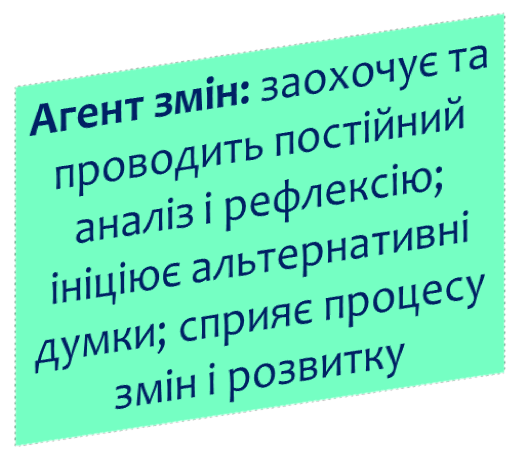 Агент змін: заохочує та
проводить постійний
аналіз і рефлексію;
ініціює альтернативні
думки; сприяє процесу
змін і розвитку